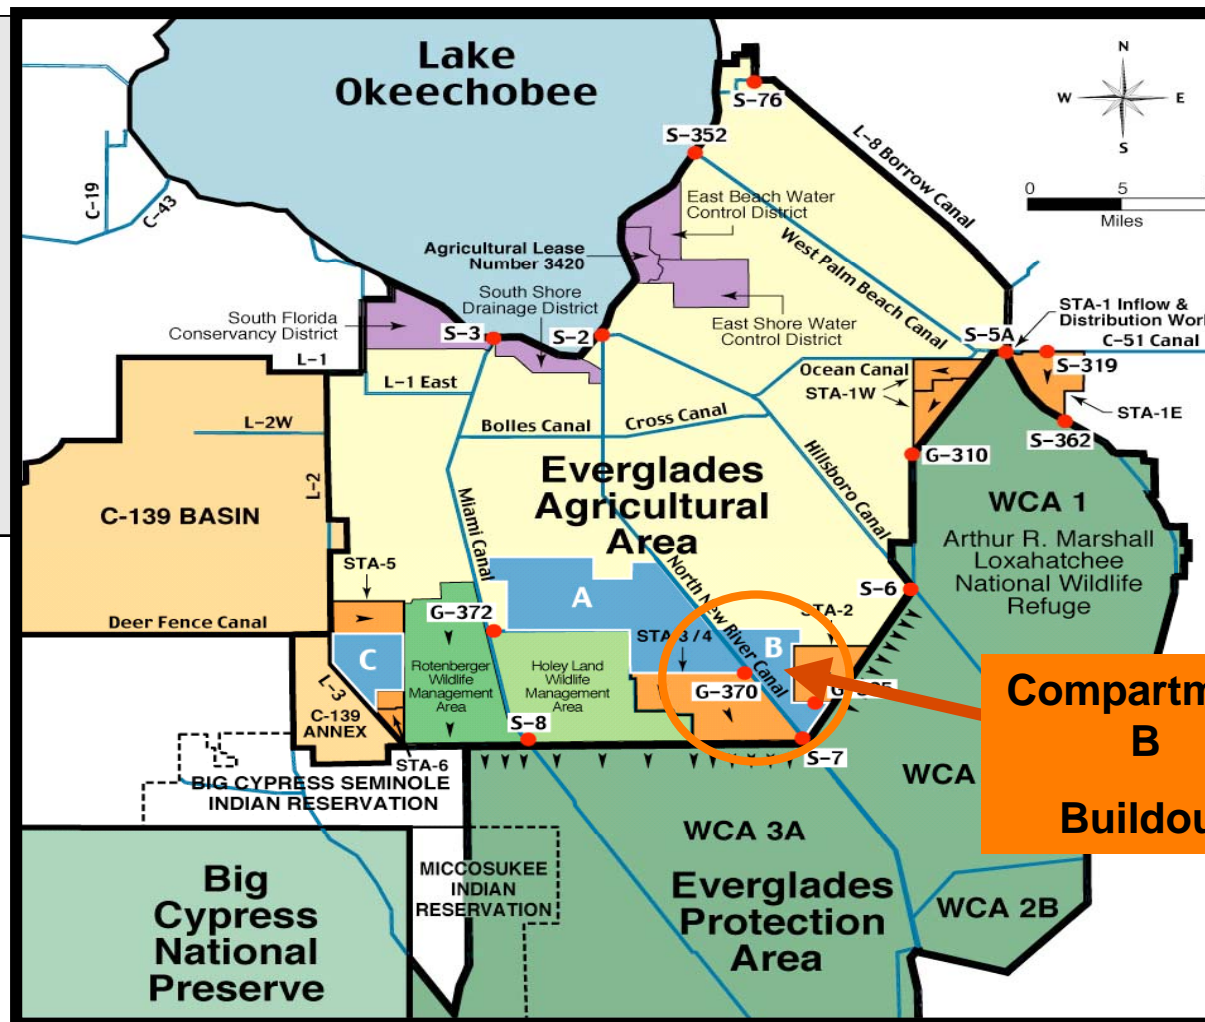 Lake
Okeechobee
N
W
E
S
S-76
S-352
L-8 Borrow Canal
0
5
Miles
C-19
C-43
East Beach Water
Control District
Agricultural Lease
Number 3420
West Palm Beach Canal
South Shore
Drainage District
South Florida
Conservancy District
East Shore Water
Control District
STA-1 Inflow &
Distribution Work
C-51 Canal
S-5A
S-3
S-2
L-1
L-1 East
Ocean Canal
STA-1W
S-319
STA-1E
S-362
L-2W
L-2
Bolles Canal
Cross Canal
Hillsboro Canal
G-310
Everglades
Agricultural
Area
C-139 BASIN
Miami Canal
WCA 1
Arthur R. Marshall
Loxahatchee
National Wildlife
Refuge
STA-5
A
North New River Canal
S-6
G-372
Deer Fence Canal
STA-2
STA-3/4
B
C
Rotenberger
Wildlife
Management
Area
Holey Land
Wildlife
Management
Area
G-370
L-3
C-139
ANNEX
S-8
S-7
STA-6
Compartm
B
Buildou
BIG CYPRESS SEMINOLE
INDIAN RESERVATION
WCA
WCA 3A
MICCOSUKEE
INDIAN
RESERVATION
Big
Cypress
National
Preserve
Everglades
Protection
Area
WCA 2B